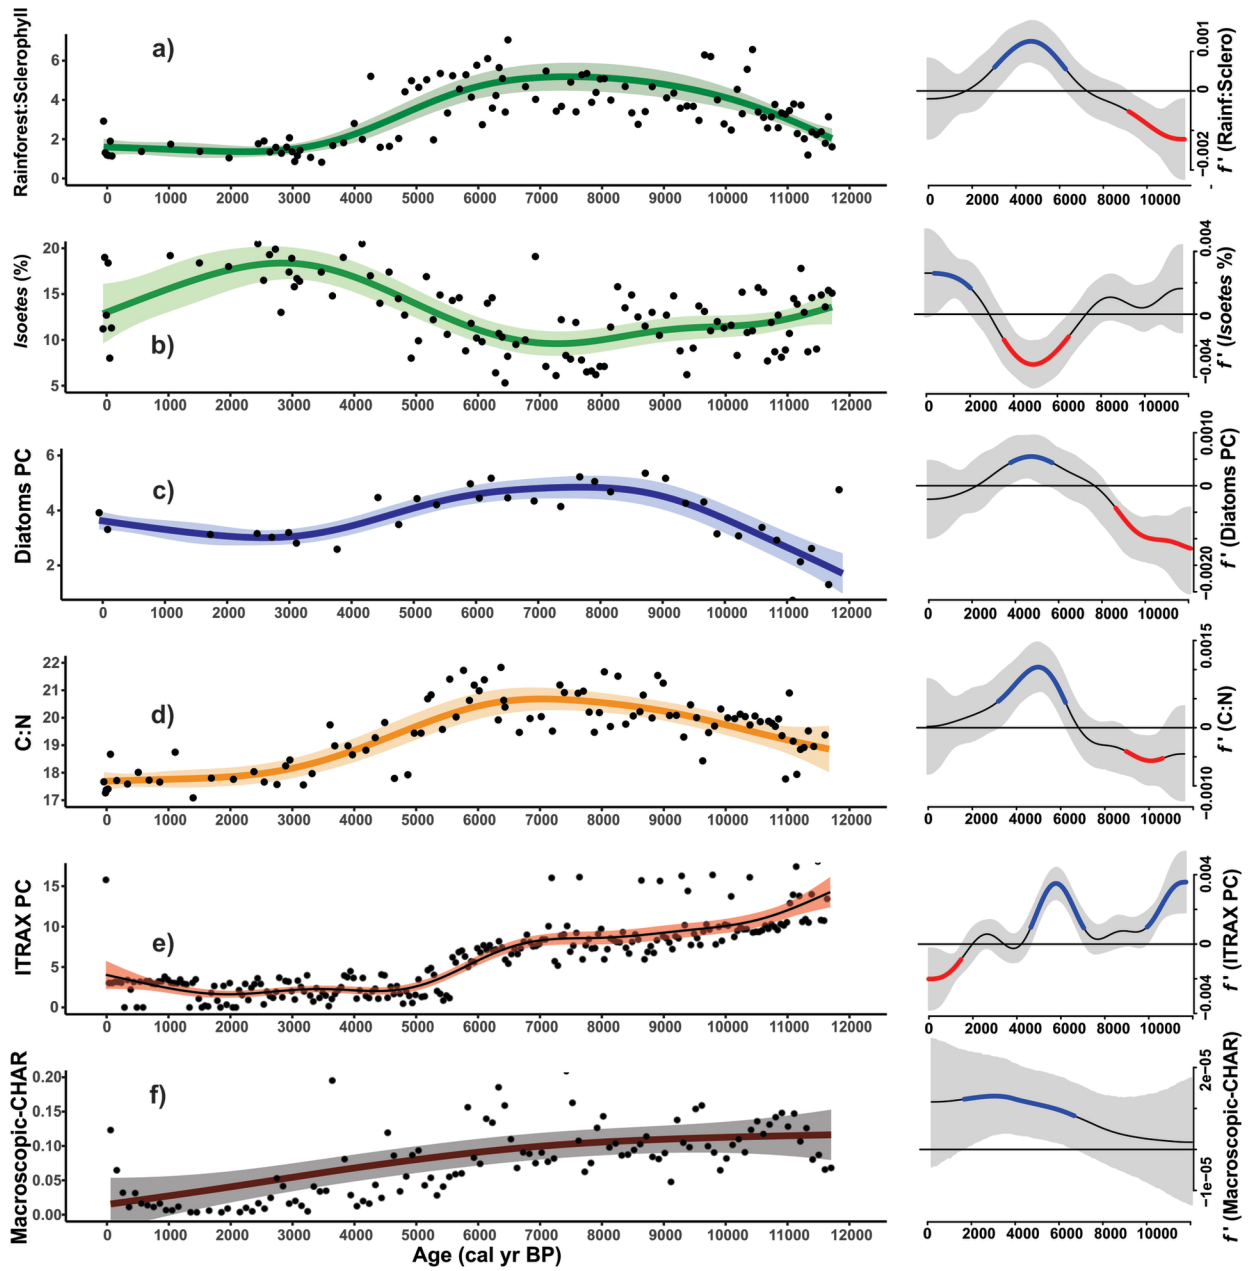 Rainforest:Sclerophyll
a)
6
4
2
0
0 1000 2000 3000 4000 5000 6000 7000 8000 9000 10000 11000 12000
f' (Rainf:Sclero)
0.001
0
-0.002
0 2000 4000 6000 8000 10000
Isoetes (%)
b)
20
15
10
5
0 1000 2000 3000 4000 5000 6000 7000 8000 9000 10000 11000 12000
f' (Isoetes %)
0.004
0
-0.004
0 2000 4000 6000 8000 10000
Diatoms PC
c)
6
4
2
0 1000 2000 3000 4000 5000 6000 7000 8000 9000 10000 11000 12000
f' (Diatoms PC)
0.0010
0
-0.0020
0 2000 4000 6000 8000 10000
C:N
d)
22
21
20
19
18
17
0 1000 2000 3000 4000 5000 6000 7000 8000 9000 10000 11000 12000
f' (C:N)
0.0015
0
-0.0010
0 2000 4000 6000 8000 10000
ITRAX PC
e)
15
10
5
0
0 1000 2000 3000 4000 5000 6000 7000 8000 9000 10000 11000 12000
f' (ITRAX PC)
0.004
0
-0.004
0 2000 4000 6000 8000 10000
Macroscopic-CHAR
f)
0.20
0.15
0.10
0.05
0.00
0 1000 2000 3000 4000 5000 6000 7000 8000 9000 10000 11000 12000
Age (cal yr BP)
f' (Macroscopic-CHAR)
2e-05
-1e-05
0 2000 4000 6000 8000 10000